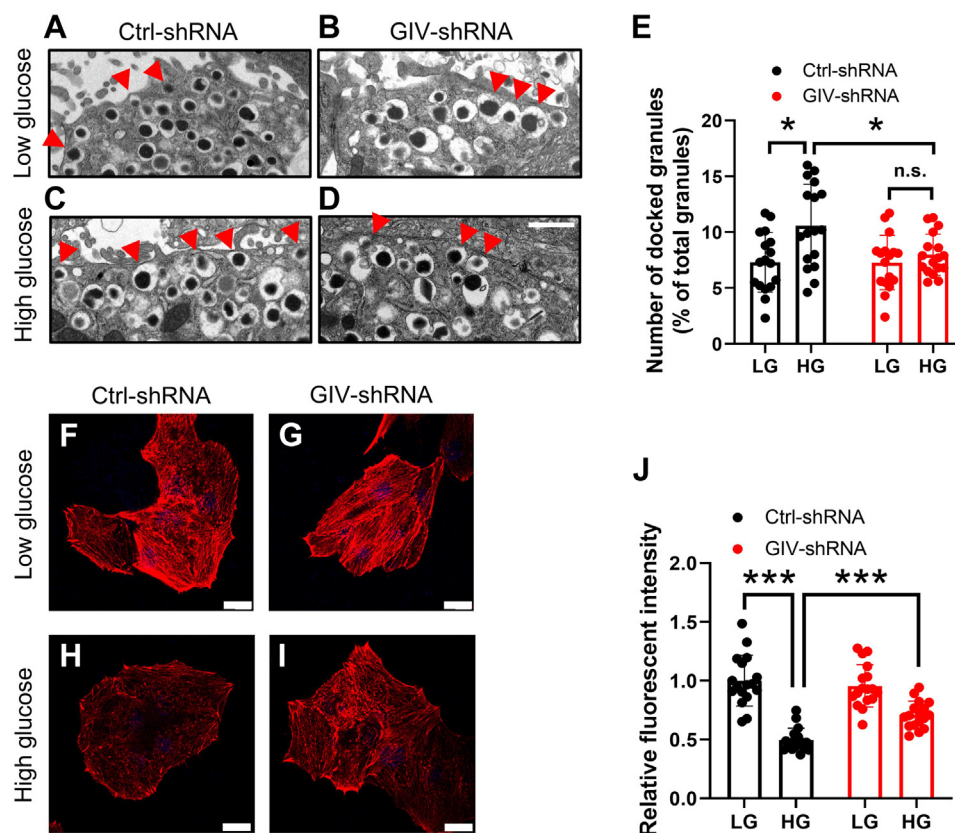 A
Ctrl-shRNA
B
GIV-shRNA
Low glucose
C
D
High glucose
E
Ctrl-shRNA
GIV-shRNA
*
*
n.s.
Number of docked granules
(% of total granules)
20
15
10
5
0
LG
HG
LG
HG
Ctrl-shRNA
GIV-shRNA
F
G
Low glucose
H
I
High glucose
J
Ctrl-shRNA
GIV-shRNA
***
***
Relative fluorescent intensity
2.0
1.5
1.0
0.5
0.0
LG
HG
LG
HG